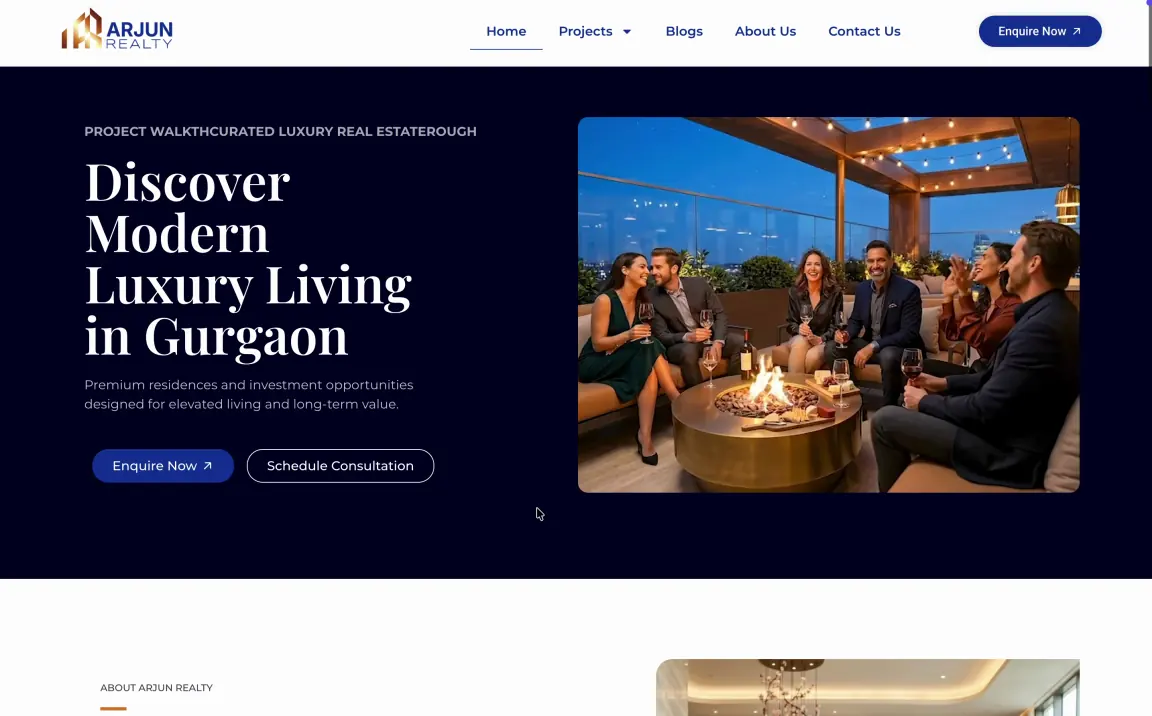 ARJUN
REALTY
Home
Projects
Blogs
About Us
Contact Us
Enquire Now
PROJECT WALKTHCURATED LUXURY REAL ESTATEROUGH
Discover
Modern
Luxury Living
in Gurgaon
Premium residences and investment opportunities
designed for elevated living and long-term value.
Enquire Now
Schedule Consultation
ABOUT ARJUN REALTY